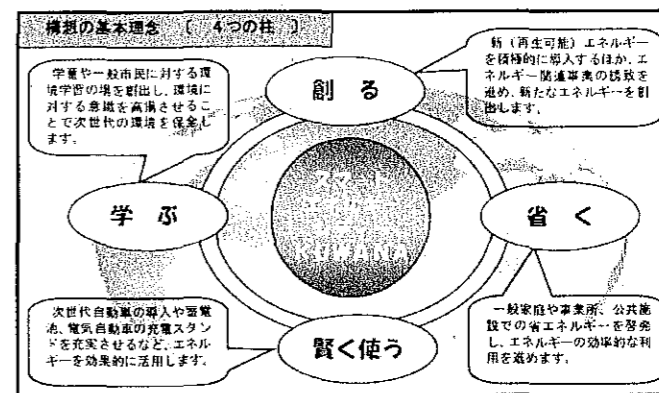 構想の基本理念 〔 4つの柱 〕
新（再生可能）エネルギー
を積極的に導入するほか、エ
ネルギー関連事業の誘致を
進め、新たなエネルギーを創
出します。
学童や一般市民に対する環
境学習の場を創出し、環境に
対する意識を高揚させるこ
とで次世代の環境を保全し
ます。
創る
学ぶ
省く
KUWANA
賢く使う
次世代自動車の導入や蓄電
池、電気自動車の充電スタン
ドを充実させるなど、エネル
ギーを効果的に活用します。
一般家庭や事業所、公共施
設での省エネルギーを啓発
し、エネルギーの効率的な利
用を進めます。